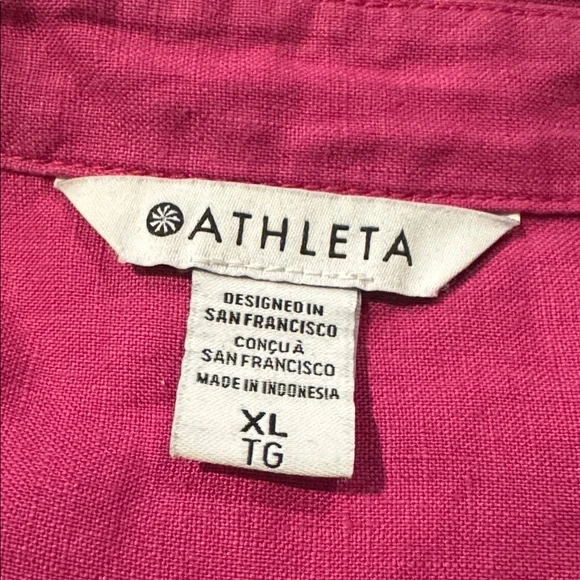 ATHLETA
DESIGNED IN
SAN FRANCISCO
CONÇU À
SAN FRANCISCO
MADE IN INDONESIA
XL
TG